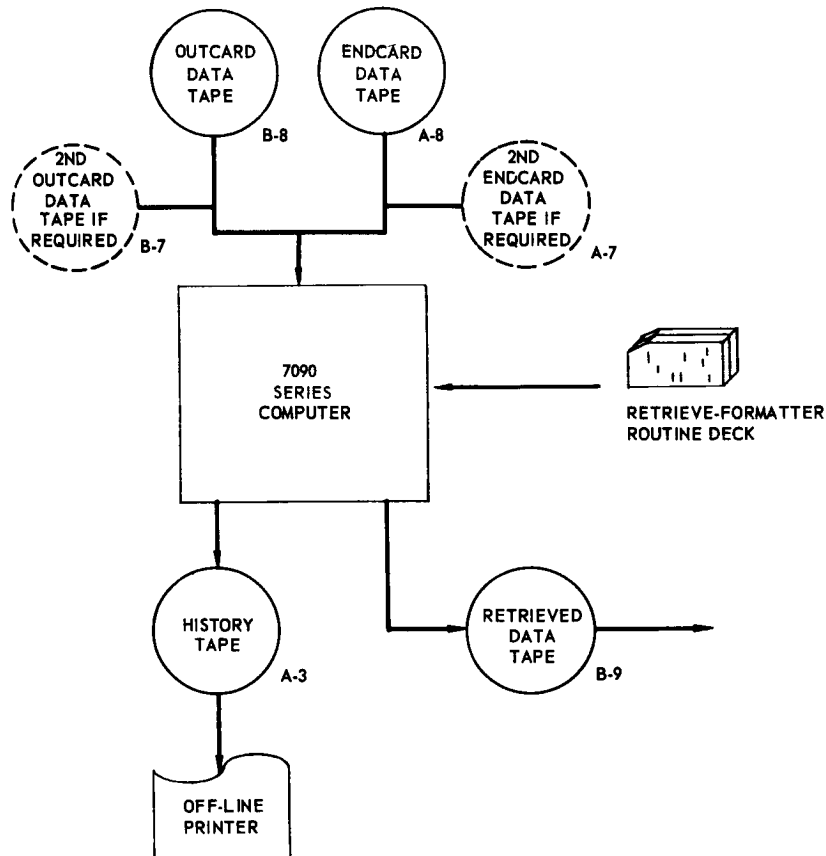 OUTCARD
DATA
TAPE
B-8
ENDCARD
DATA
TAPE
A-8
2ND
OUTCARD
DATA
TAPE IF
REQUIRED
B-7
2ND
ENDCARD
DATA
TAPE IF
REQUIRED
A-7
7090
SERIES
COMPUTER
RETRIEVE-FORMATTER
ROUTINE DECK
HISTORY
TAPE
A-3
RETRIEVED
DATA
TAPE
B-9
OFF-LINE
PRINTER